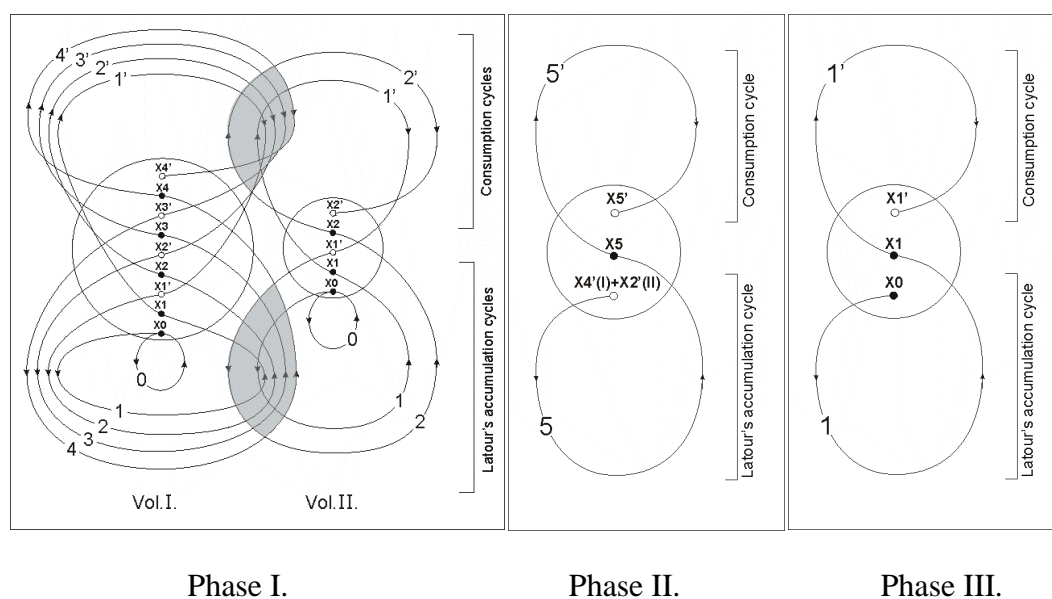 4'
3'
2'
1'
2'
1'
X4'
X4
X3'
X3
X2'
X2
X1'
X1
X0
0
X2'
X2
X1'
X1
X0
0
1
2
3
4
1
2
Consumption cycles
Latour's accumulation cycles
Vol.I.
Vol.II.
5'
X5'
X5
X4'(I)+X2'(II)
5
Consumption cycle
Latour's accumulation cycle
1'
X1'
X1
X0
1
Consumption cycle
Latour's accumulation cycle
Phase I.
Phase II.
Phase III.